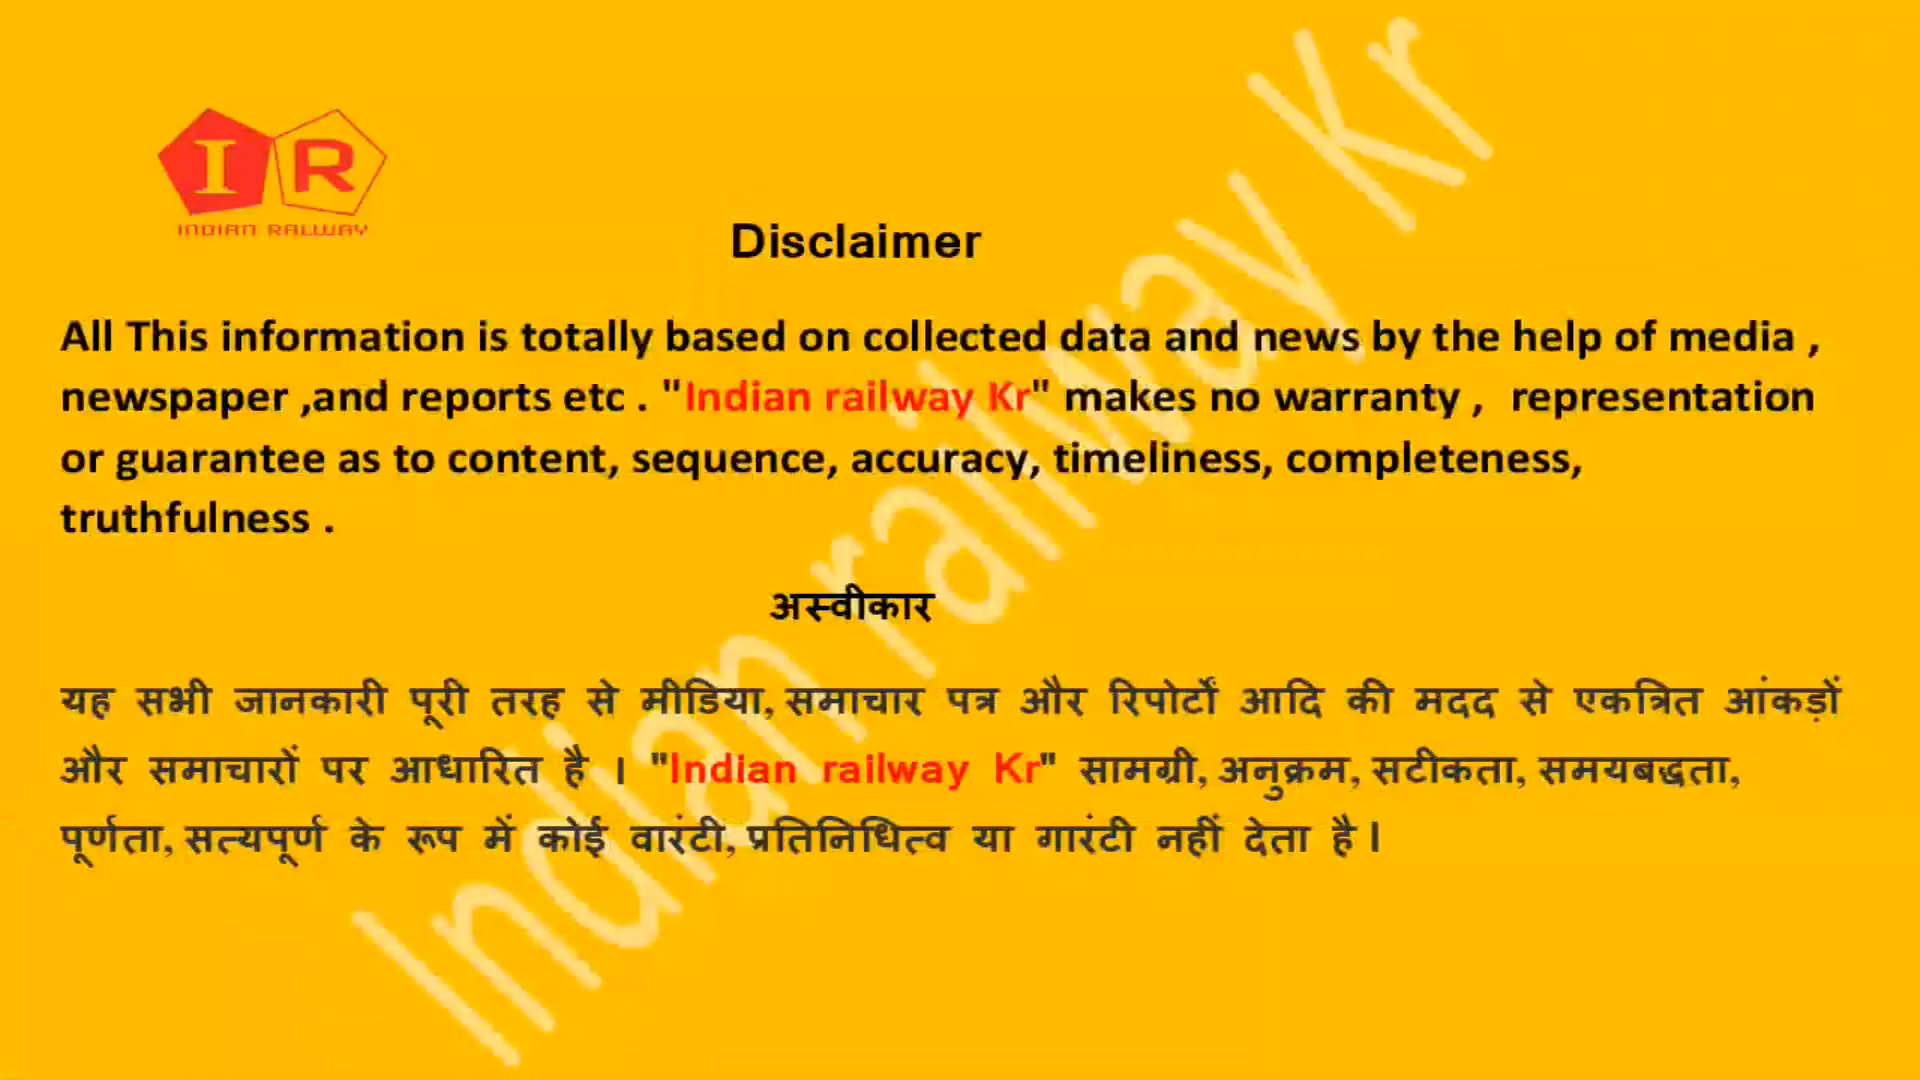 IR
INDIAN RALWAY
Disclaimer
All This information is totally based on collected data and news by the help of media ,
newspaper ,and reports etc . "Indian railway Kr" makes no warranty , representation
or guarantee as to content, sequence, accuracy, timeliness, completeness,
truthfulness .
अस्वीकार
यह सभी जानकारी पूरी तरह से मीडिया, समाचार पत्र और रिपोर्टों आदि की मदद से एकत्रित आंकड़ों
और समाचारों पर आधारित है । "Indian railway Kr" सामग्री, अनुक्रम, सटीकता, समयबद्धता,
पूर्णता, सत्यपूर्ण के रूप में कोई वारंटी, प्रतिनिधित्व या गारंटी नहीं देता है।
Indian railway Kr